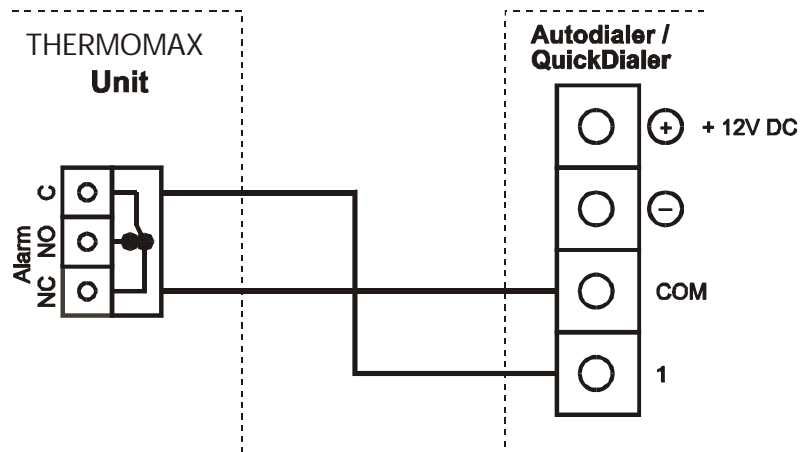 THERMOMAX
Unit
Autodialer /
QuickDialer
+
+ 12V DC
−
COM
1
Alarm
C
NO
NC